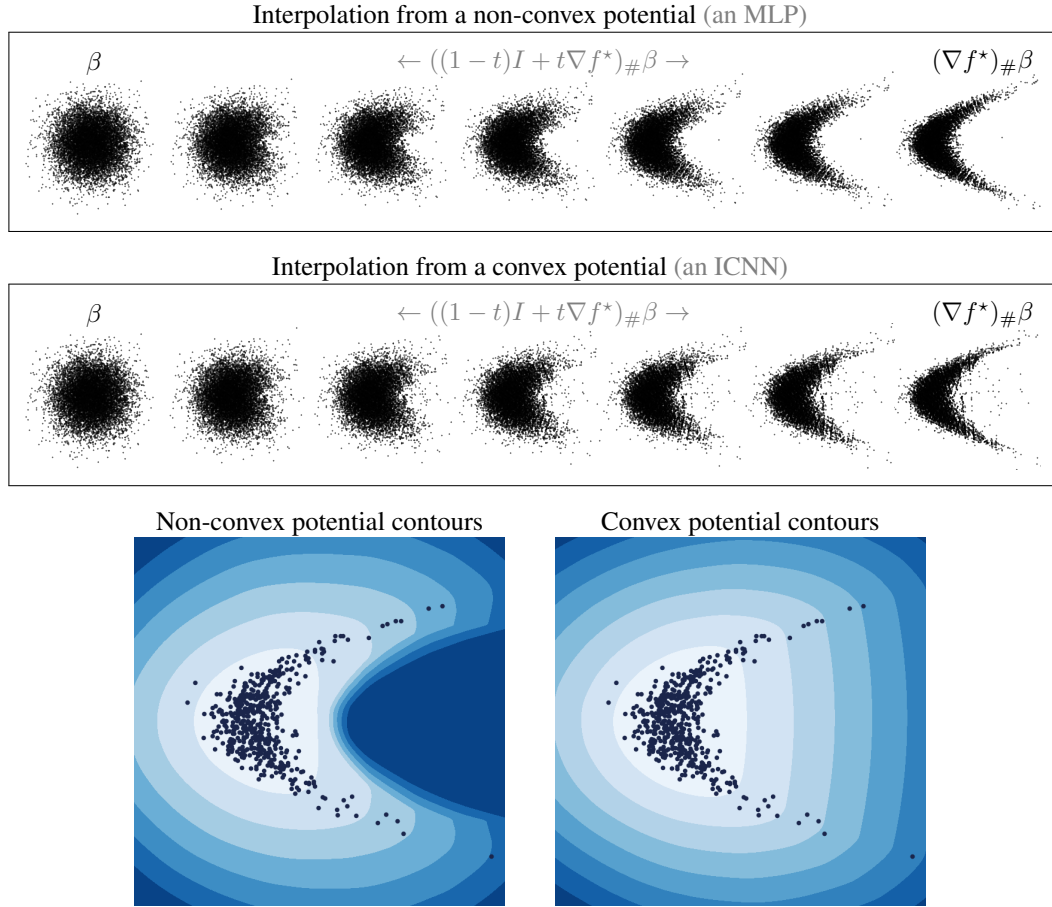 Interpolation from a non-convex potential (an MLP)
β ← ((1 − t)I + t∇f⋆)#β → (∇f⋆)#β
Interpolation from a convex potential (an ICNN)
β ← ((1 − t)I + t∇f⋆)#β → (∇f⋆)#β
Non-convex potential contours Convex potential contours